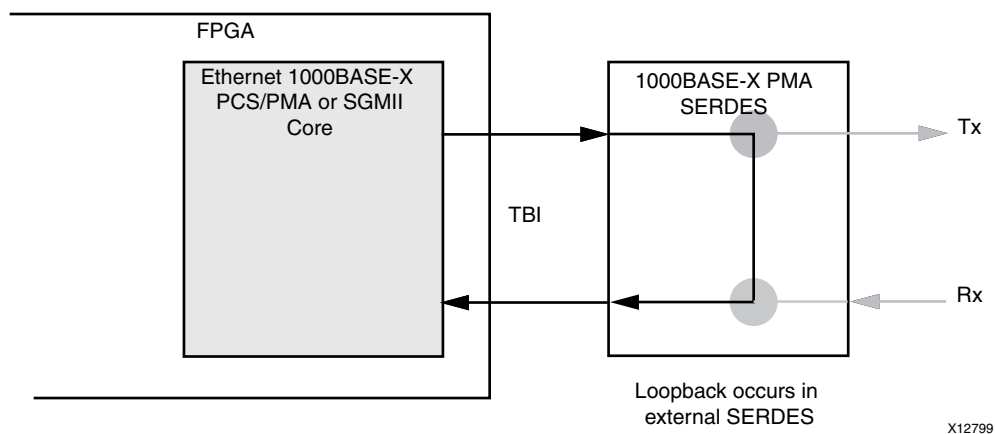 FPGA
Ethernet 1000BASE-X
PCS/PMA or SGMII
Core
1000BASE-X PMA
SERDES
Tx
TBI
Rx
Loopback occurs in
external SERDES
X12799